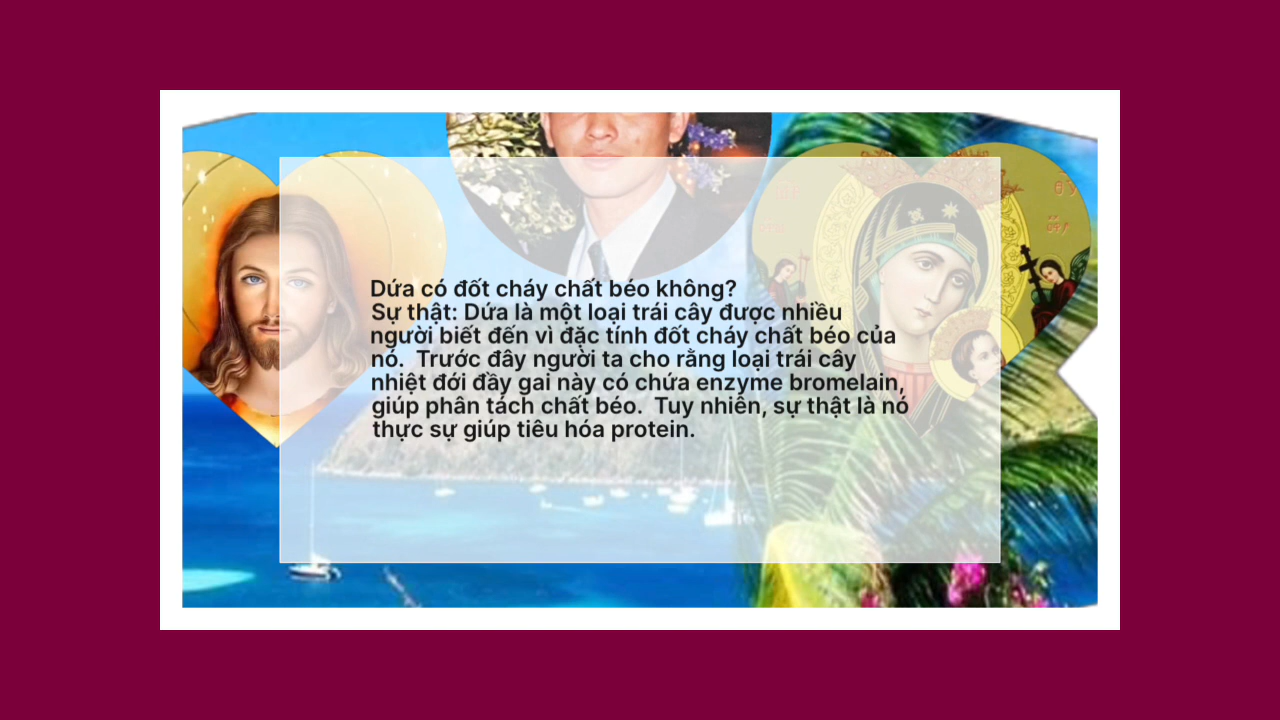 Dứa có đốt cháy chất béo không?
Sự thật: Dứa là một loại trái cây được nhiều
người biết đến vì đặc tính đốt cháy chất béo của
nó.  Trước đây người ta cho rằng loại trái cây
nhiệt đới đầy gai này có chứa enzyme bromelain,
giúp phân tách chất béo.  Tuy nhiên, sự thật là nó
thực sự giúp tiêu hóa protein.